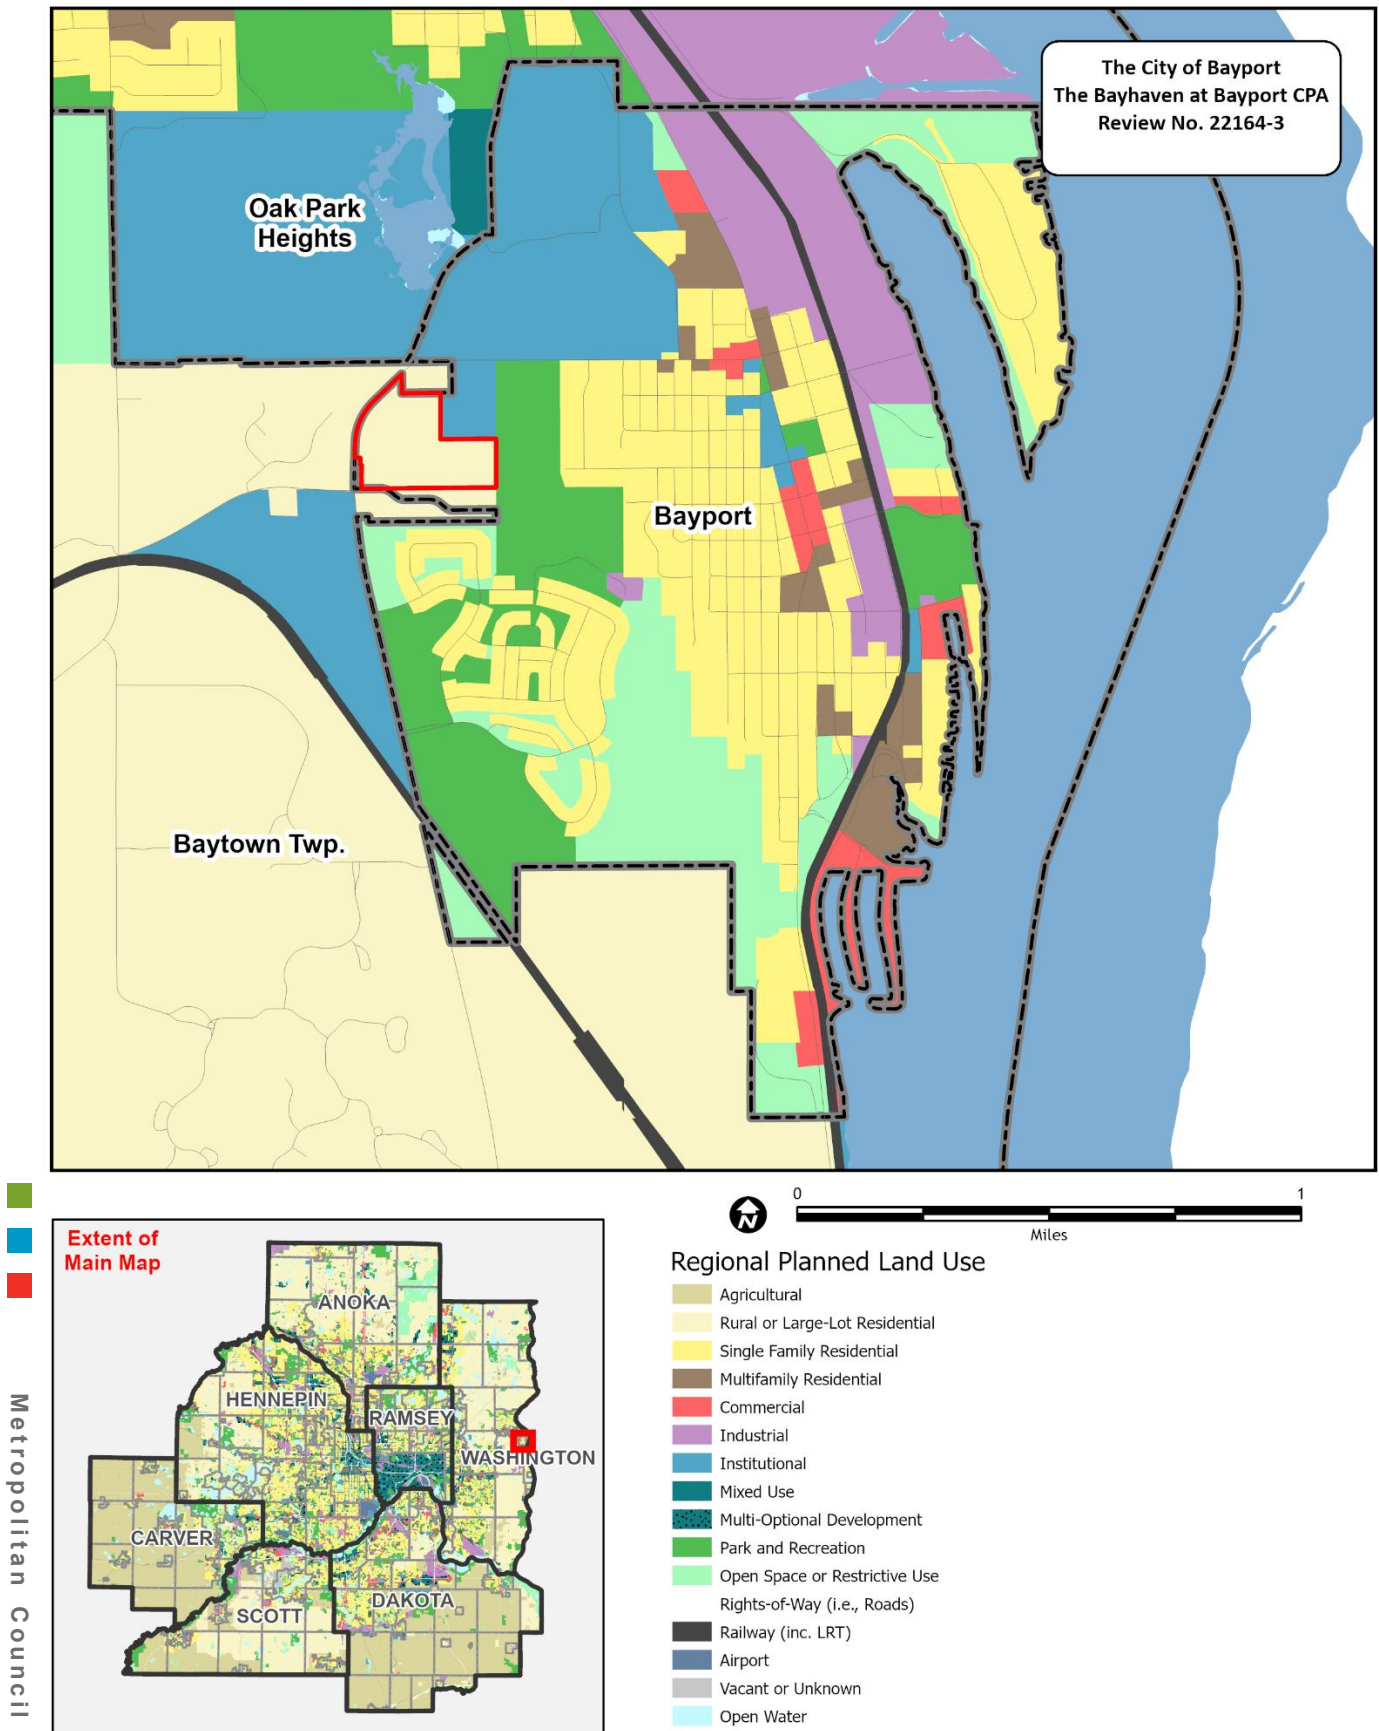 The City of Bayport
The Bayhaven at Bayport CPA
Review No. 22164-3
Oak Park
Heights
Bayport
Baytown Twp.
Metropolitan Council
Extent of
Main Map
ANOKA
HENNEPIN
RAMSEY
WASHINGTON
CARVER
SCOTT
DAKOTA
N
0 1
Miles
Regional Planned Land Use
Agricultural
Rural or Large-Lot Residential
Single Family Residential
Multifamily Residential
Commercial
Industrial
Institutional
Mixed Use
Multi-Optional Development
Park and Recreation
Open Space or Restrictive Use
Rights-of-Way (i.e., Roads)
Railway (inc. LRT)
Airport
Vacant or Unknown
Open Water